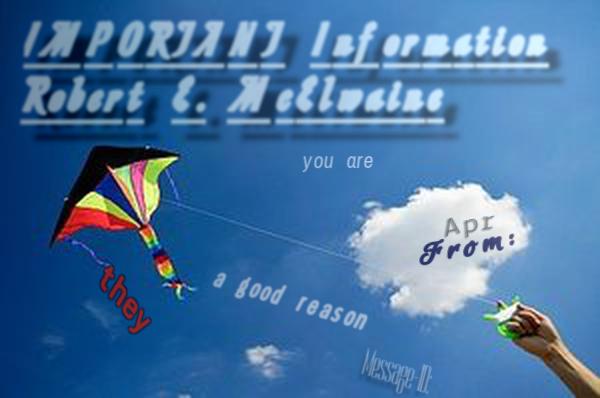 IMPORTANT Information
Robert E. McElwaine
you are
Apr
From:
they
a good reason
Message-ID: